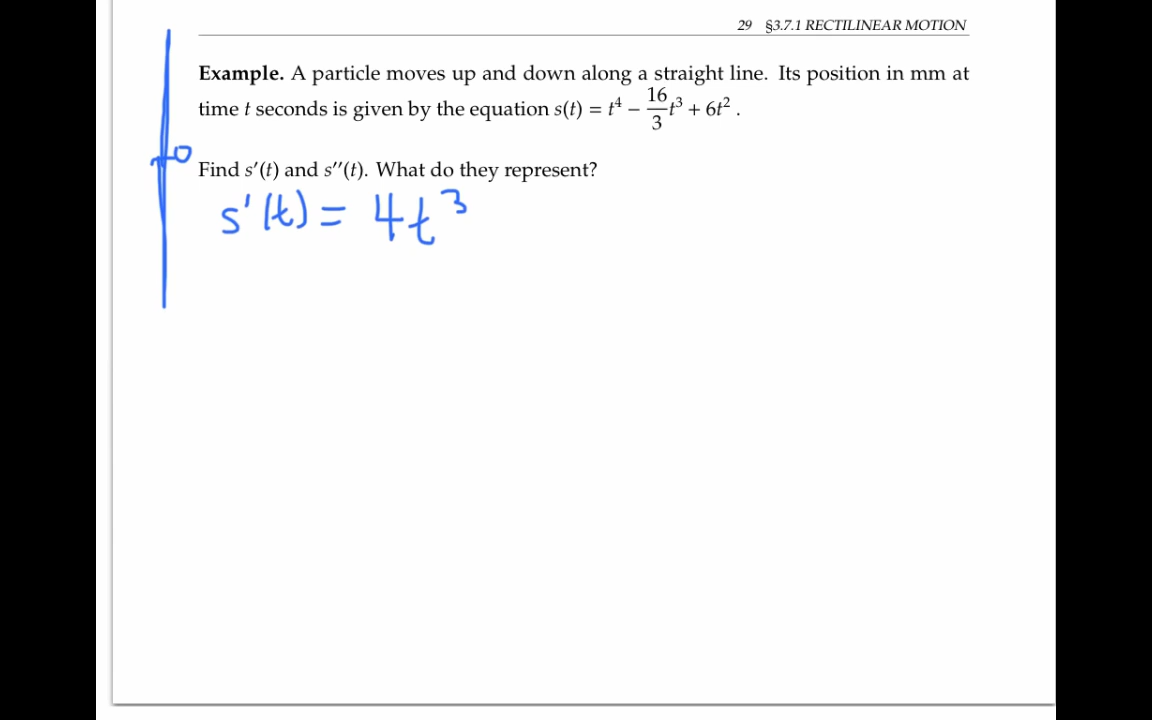 29 §3.7.1 RECTILINEAR MOTION
Example. A particle moves up and down along a straight line. Its position in mm at
time t seconds is given by the equation s(t) = t⁴ − 16/3 t³ + 6t² .
0
Find s′(t) and s′′(t). What do they represent?
s'(t) = 4t³